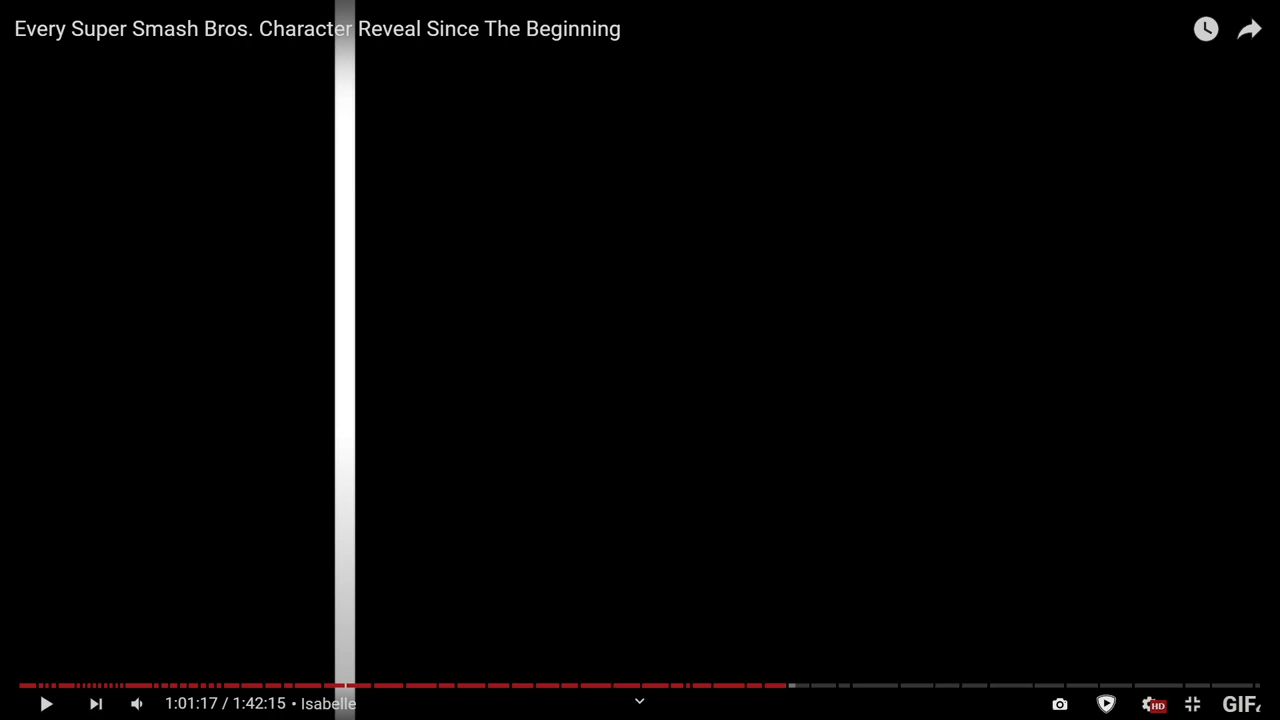 Every Super Smash Bros. Character Reveal Since The Beginning
1:01:17 / 1:42:15 • Isabelle
HD
GIF